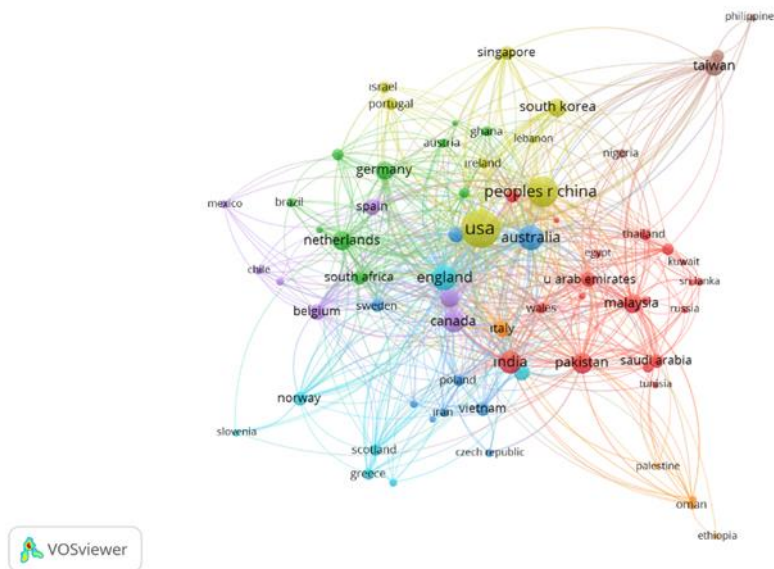 philippine
singapore
taiwan
israel
portugal
south korea
ghana
austria
lebanon
ireland
nigeria
germany
peoples r china
mexico
brazil
spain
usa
netherlands
australia
thailand
egypt
kuwait
chile
south africa
england
u arab emirates
sri lanka
belgium
sweden
wales
malaysia
russia
canada
italy
india
pakistan
saudi arabia
poland
tunisia
norway
iran
vietnam
slovenia
scotland
czech republic
greece
palestine
oman
ethiopia
VOSviewer